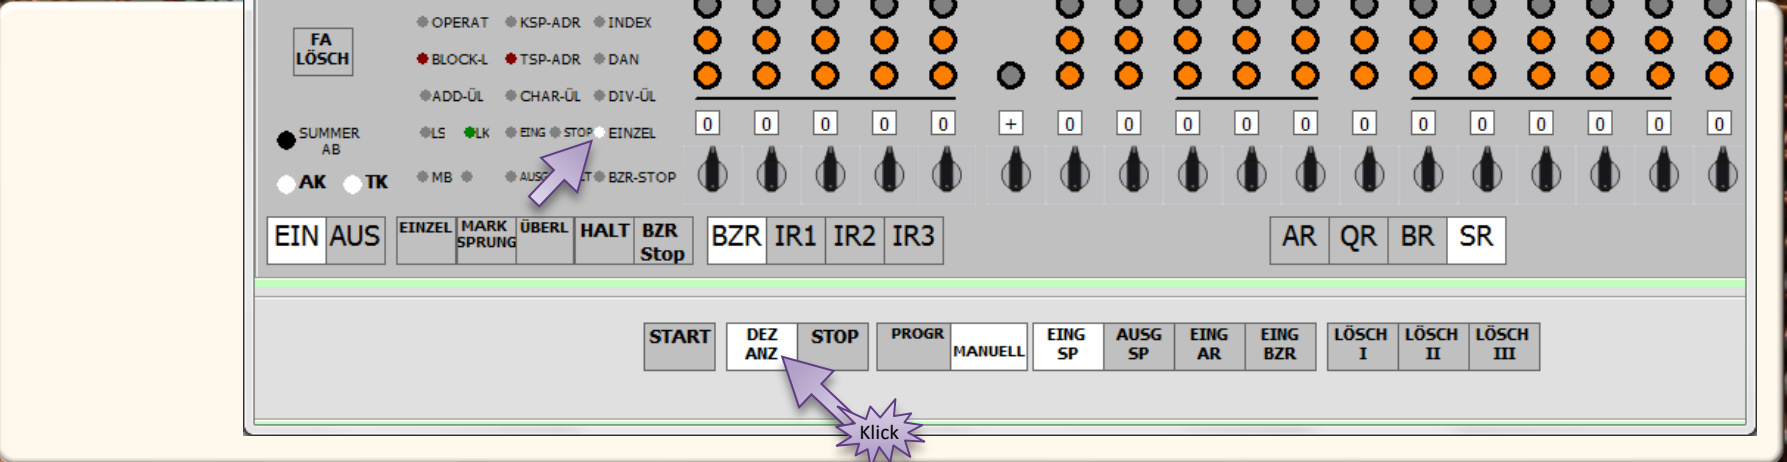 OPERAT KSP-ADR INDEX
FA
LÖSCH
BLOCK-L TSP-ADR DAN
ADD-ÜL CHAR-ÜL DIV-ÜL
0 0 0 0 0 + 0 0 0 0 0 0 0 0 0 0 0 0
SUMMER
AB
LS LK EING STOP EINZEL
AK TK MB BZR-STOP
EIN AUS EINZEL MARK
SPRUNG ÜBERL HALT BZR
Stop BZR IR1 IR2 IR3 AR QR BR SR
START DEZ
ANZ STOP PROGR MANUELL EING
SP AUSG
SP EING
AR EING
BZR LÖSCH
I LÖSCH
II LÖSCH
III
Klick